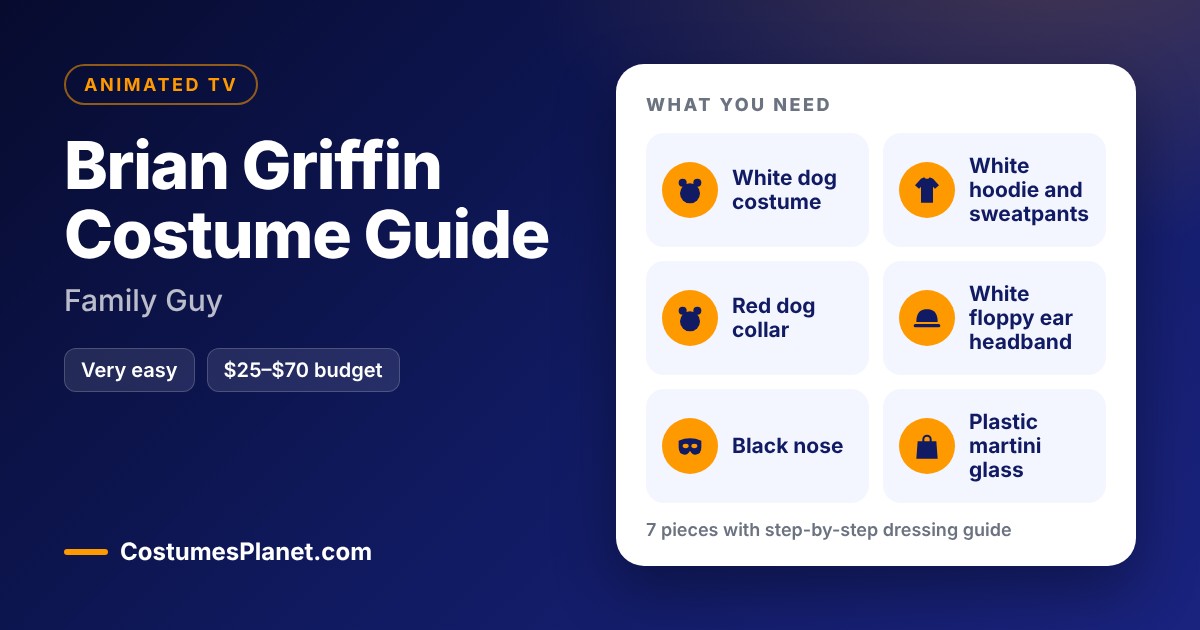 ANIMATED TV
Brian Griffin
Costume Guide
Family Guy
Very easy
$25–$70 budget
CostumesPlanet.com
WHAT YOU NEED
White dog
costume
White
hoodie and
sweatpants
Red dog
collar
White
floppy ear
headband
Black nose
Plastic
martini
glass
7 pieces with step-by-step dressing guide